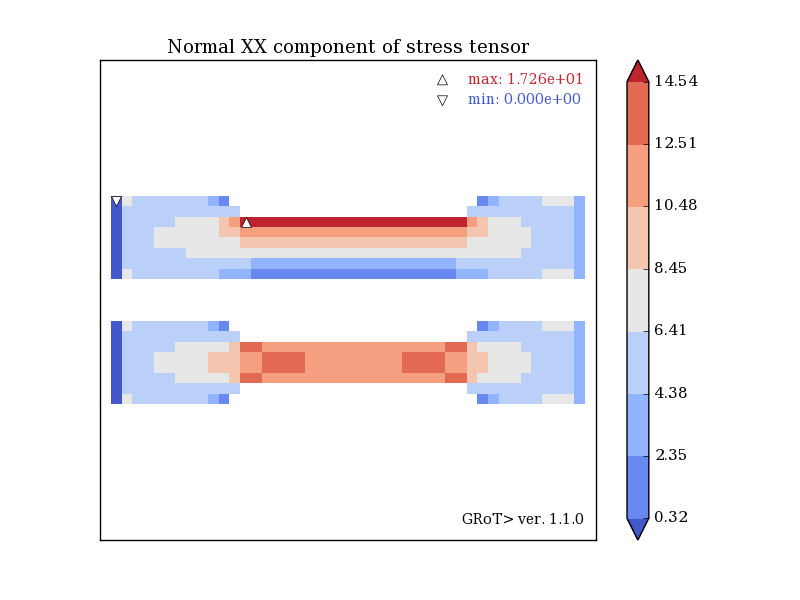 Normal XX component of stress tensor
max: 1.726e+01
min: 0.000e+00
14.54
12.51
10.48
8.45
6.41
4.38
2.35
0.32
GRoT> ver. 1.1.0